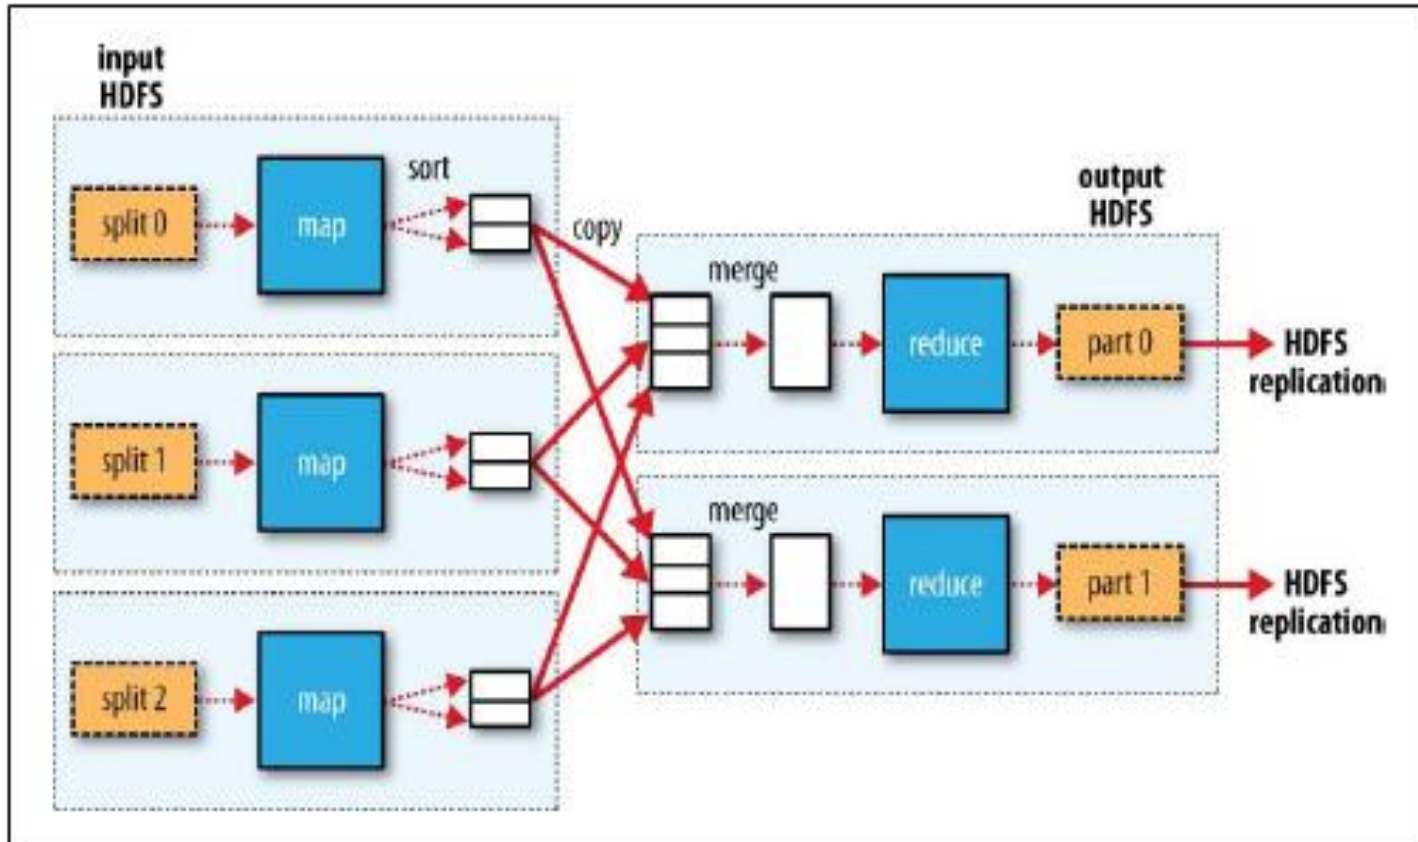 input
HDFS
split 0
map
sort
copy
split 1
map
split 2
map
output
HDFS
merge
reduce
part 0
HDFS
replication
merge
reduce
part 1
HDFS
replication